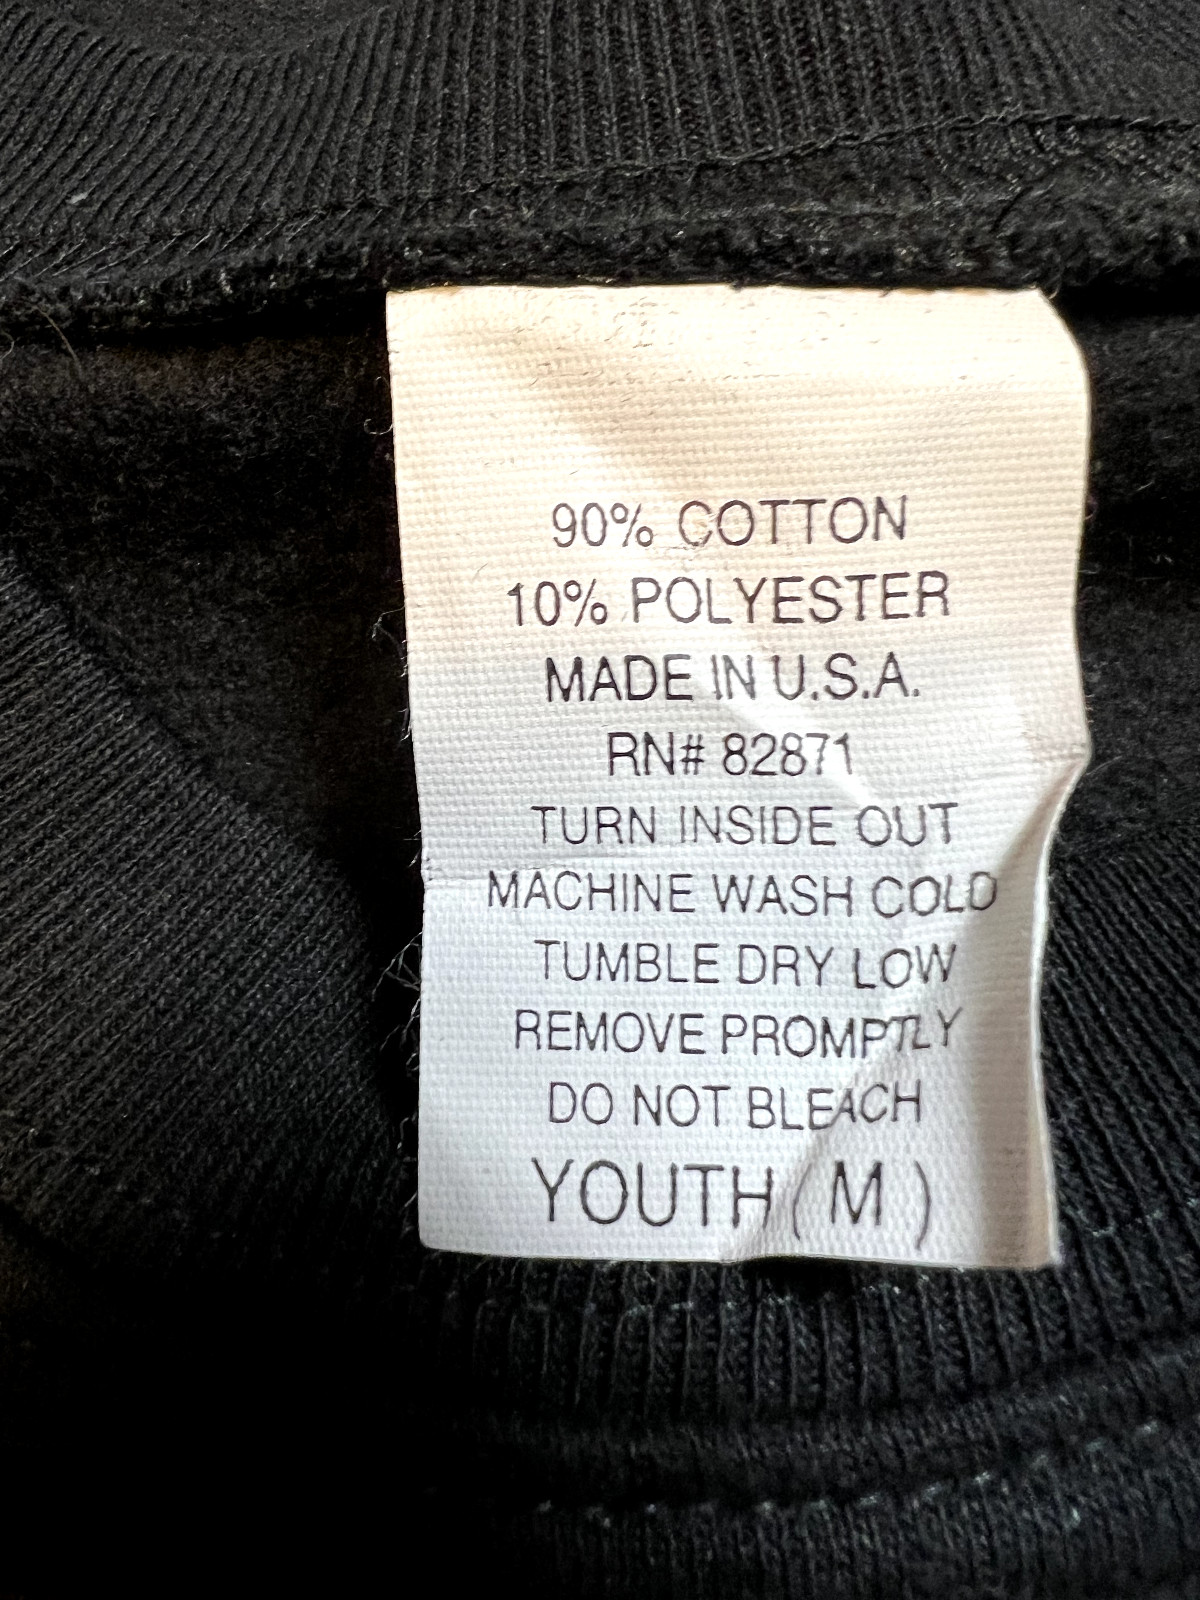 90% COTTON
10% POLYESTER
MADE IN U.S.A.
RN# 82871
TURN INSIDE OUT
MACHINE WASH COLD
TUMBLE DRY LOW
REMOVE PROMPTLY
DO NOT BLEACH
YOUTH ( M )